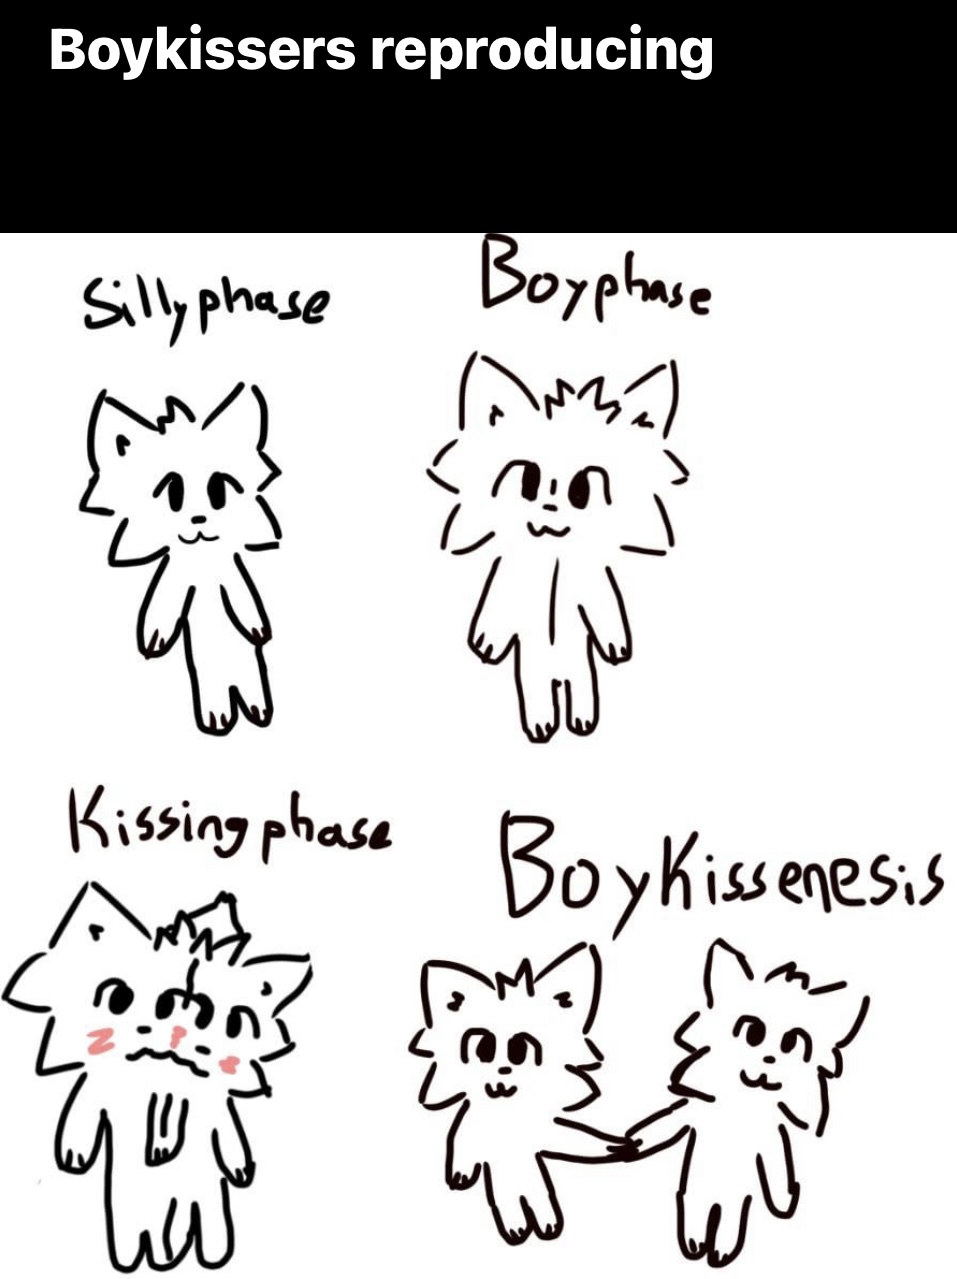 Boykissers reproducing
Sillyphase
Boyphase
Kissing phase
BoyKissenesis